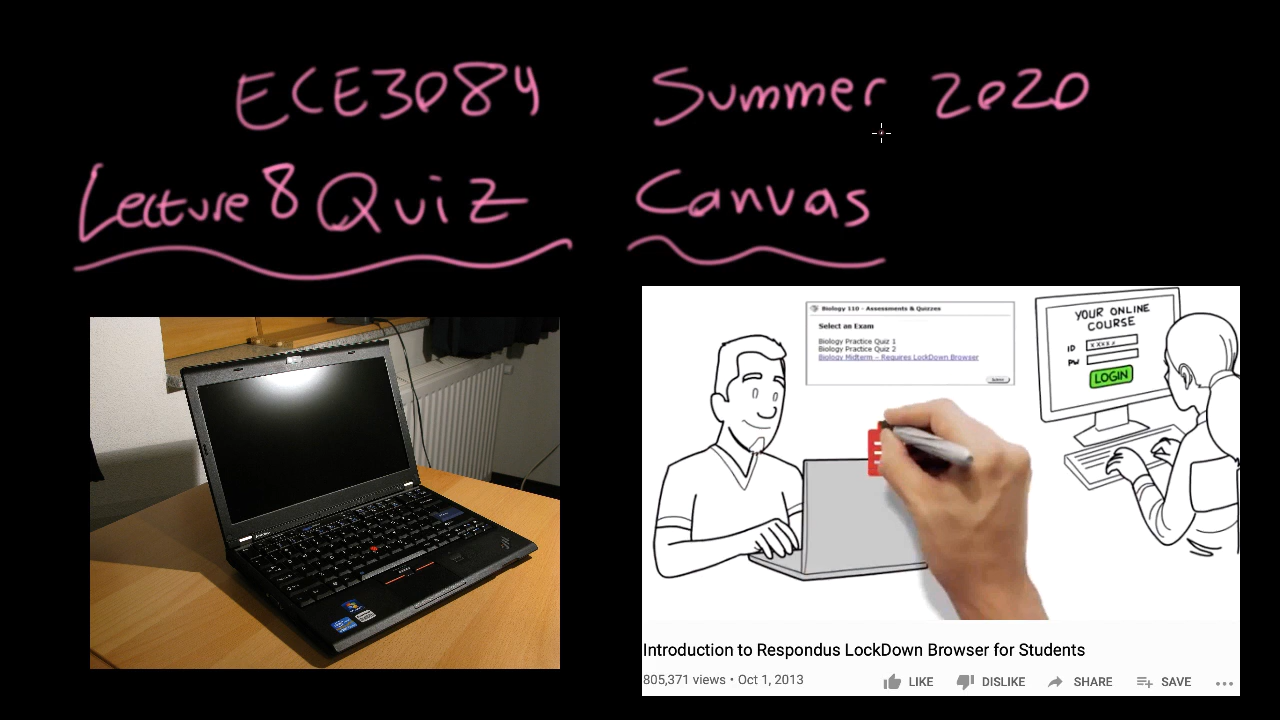 ECE3084 Summer 2020
Lecture 8 Quiz Canvas
Biology 110 - Assessments & Quizzes
Select an Exam
Biology Practice Quiz 1
Biology Practice Quiz 2
Biology Midterm – Requires LockDown Browser
YOUR ONLINE
COURSE
ID xxxxx
PW
LOGIN
Introduction to Respondus LockDown Browser for Students
805,371 views • Oct 1, 2013 LIKE DISLIKE SHARE SAVE